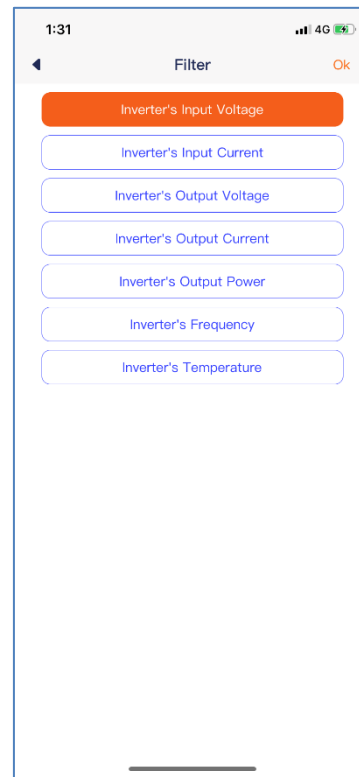 1:31
4G
Filter
Ok
Inverter's Input Voltage
Inverter's Input Current
Inverter's Output Voltage
Inverter's Output Current
Inverter's Output Power
Inverter's Frequency
Inverter's Temperature